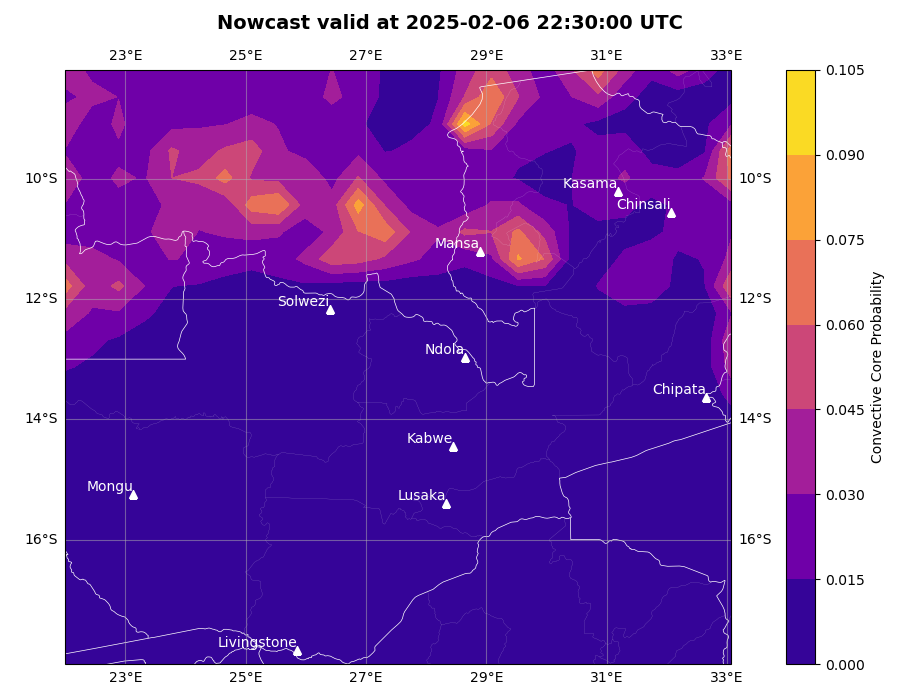 Nowcast valid at 2025-02-06 22:30:00 UTC
23°E 25°E 27°E 29°E 31°E 33°E
0.105
0.090
10°S Kasama 10°S
Chinsali
0.075
Mansa
12°S Solwezi 12°S
0.060
Ndola
Chipata
0.045
14°S 14°S
Kabwe
Mongu Lusaka
0.030
16°S 16°S
0.015
Livingstone
0.000
23°E 25°E 27°E 29°E 31°E 33°E
Convective Core Probability